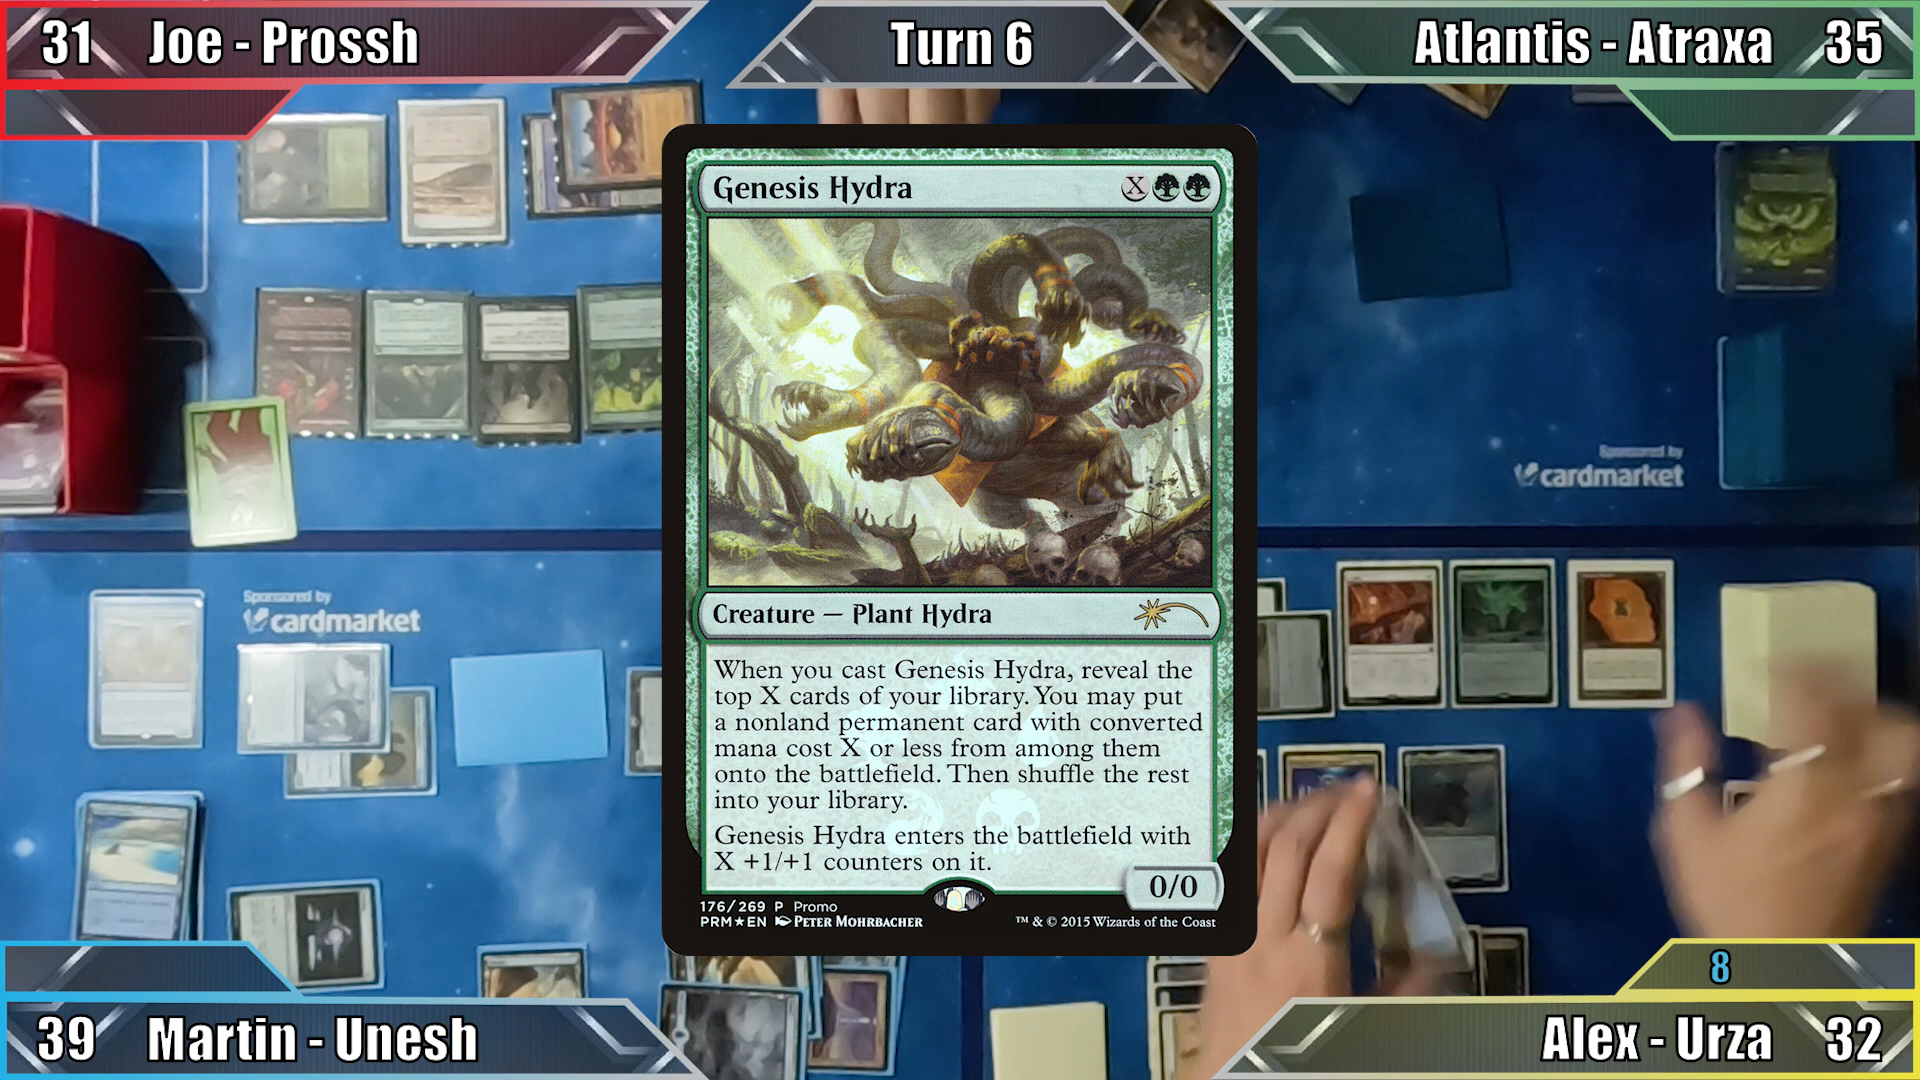 31 Joe - Prossh
Turn 6
Atlantis - Atraxa 35
Genesis Hydra X
Creature — Plant Hydra
When you cast Genesis Hydra, reveal the
top X cards of your library. You may put
a nonland permanent card with converted
mana cost X or less from among them
onto the battlefield. Then shuffle the rest
into your library.
Genesis Hydra enters the battlefield with
X +1/+1 counters on it.
0/0
176/269 P Promo
PRM★EN Peter Mohrbacher
™ & © 2015 Wizards of the Coast
Sponsored by
cardmarket
Sponsored by
cardmarket
8
39 Martin - Unesh
Alex - Urza 32